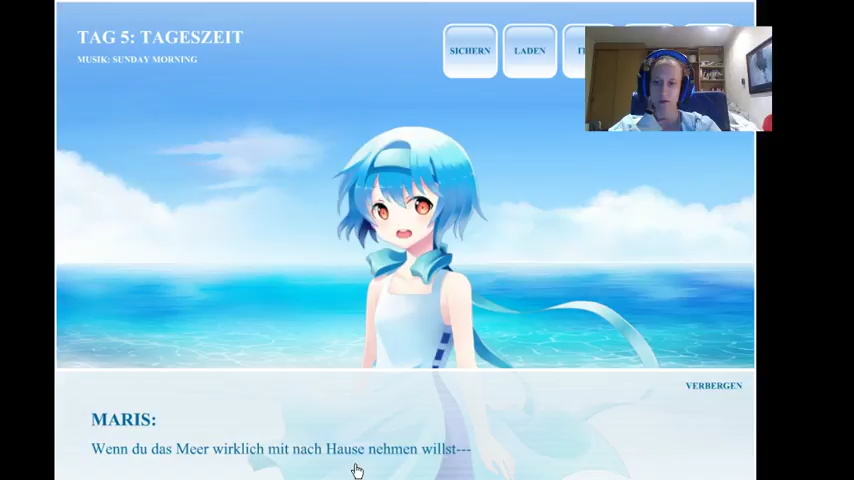 TAG 5: TAGESZEIT
MUSIK: SUNDAY MORNING
SICHERN
LADEN
VERBERGEN
MARIS:
Wenn du das Meer wirklich mit nach Hause nehmen willst---